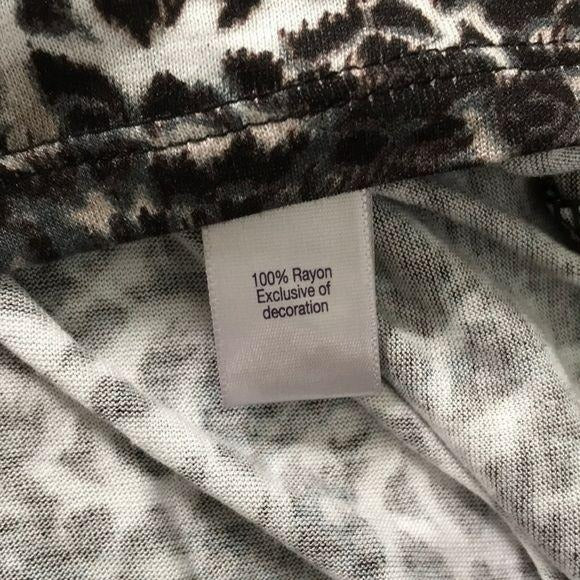 100% Rayon
Exclusive of
decoration